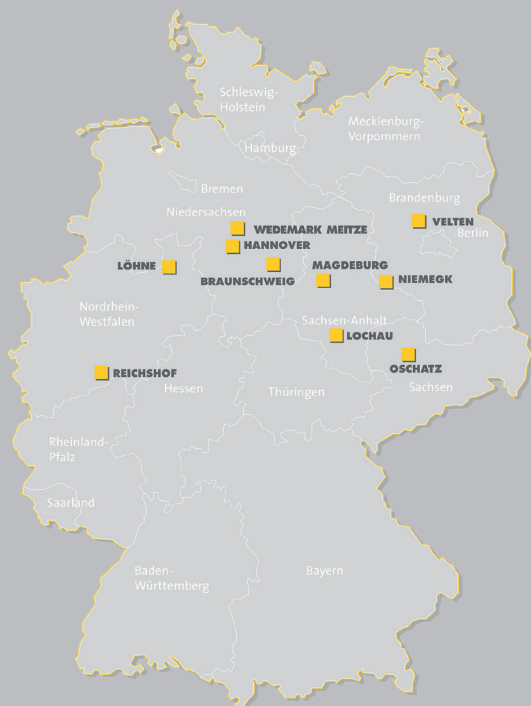 Schleswig-
Holstein
Mecklenburg-
Vorpommern
Hamburg
Bremen
Brandenburg
Niedersachsen
VELTEN
WEDEMARK MEITZE
Berlin
HANNOVER
LÖHNE
MAGDEBURG
BRAUNSCHWEIG
NIEMEGK
Nordrhein-
Westfalen
Sachsen-Anhalt
LOCHAU
OSCHATZ
REICHSHOF
Hessen
Thüringen
Sachsen
Rheinland-
Pfalz
Saarland
Baden-
Württemberg
Bayern